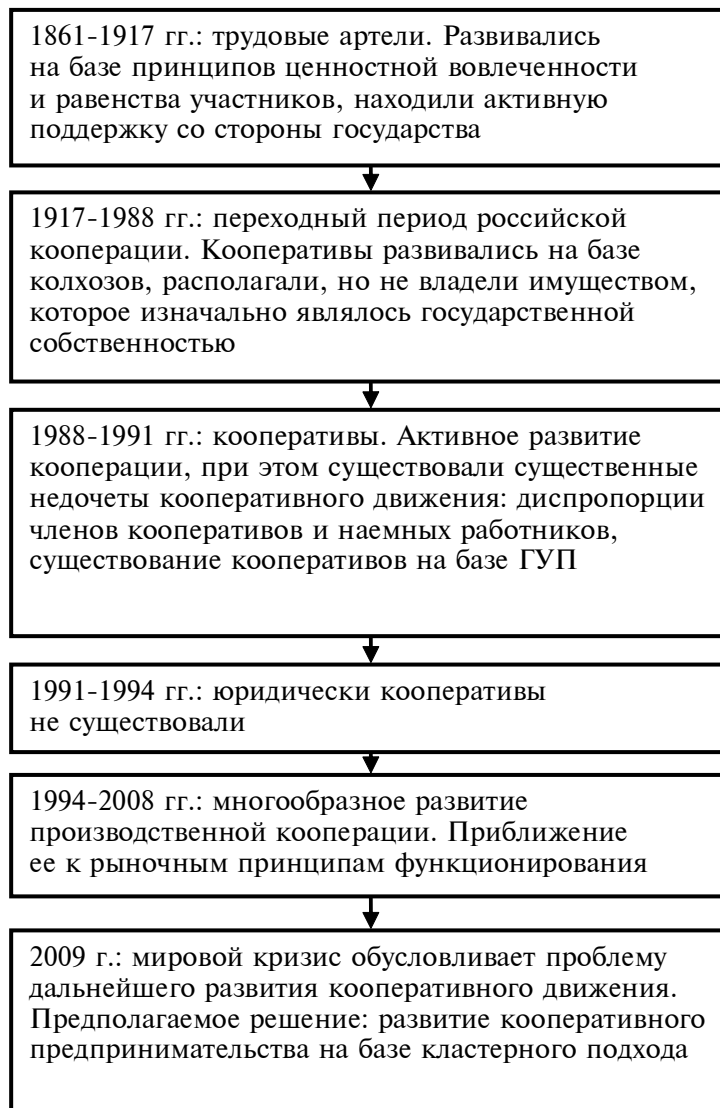 1861-1917 гг.: трудовые артели. Развивались
на базе принципов ценностной вовлеченности
и равенства участников, находили активную
поддержку со стороны государства
1917-1988 гг.: переходный период российской
кооперации. Кооперативы развивались на базе
колхозов, располагали, но не владели имуществом,
которое изначально являлось государственной
собственностью
1988-1991 гг.: кооперативы. Активное развитие
кооперации, при этом существовали существенные
недочеты кооперативного движения: диспропорции
членов кооперативов и наемных работников,
существование кооперативов на базе ГУП
1991-1994 гг.: юридически кооперативы
не существовали
1994-2008 гг.: многообразное развитие
производственной кооперации. Приближение
ее к рыночным принципам функционирования
2009 г.: мировой кризис обусловливает проблему
дальнейшего развития кооперативного движения.
Предполагаемое решение: развитие кооперативного
предпринимательства на базе кластерного подхода